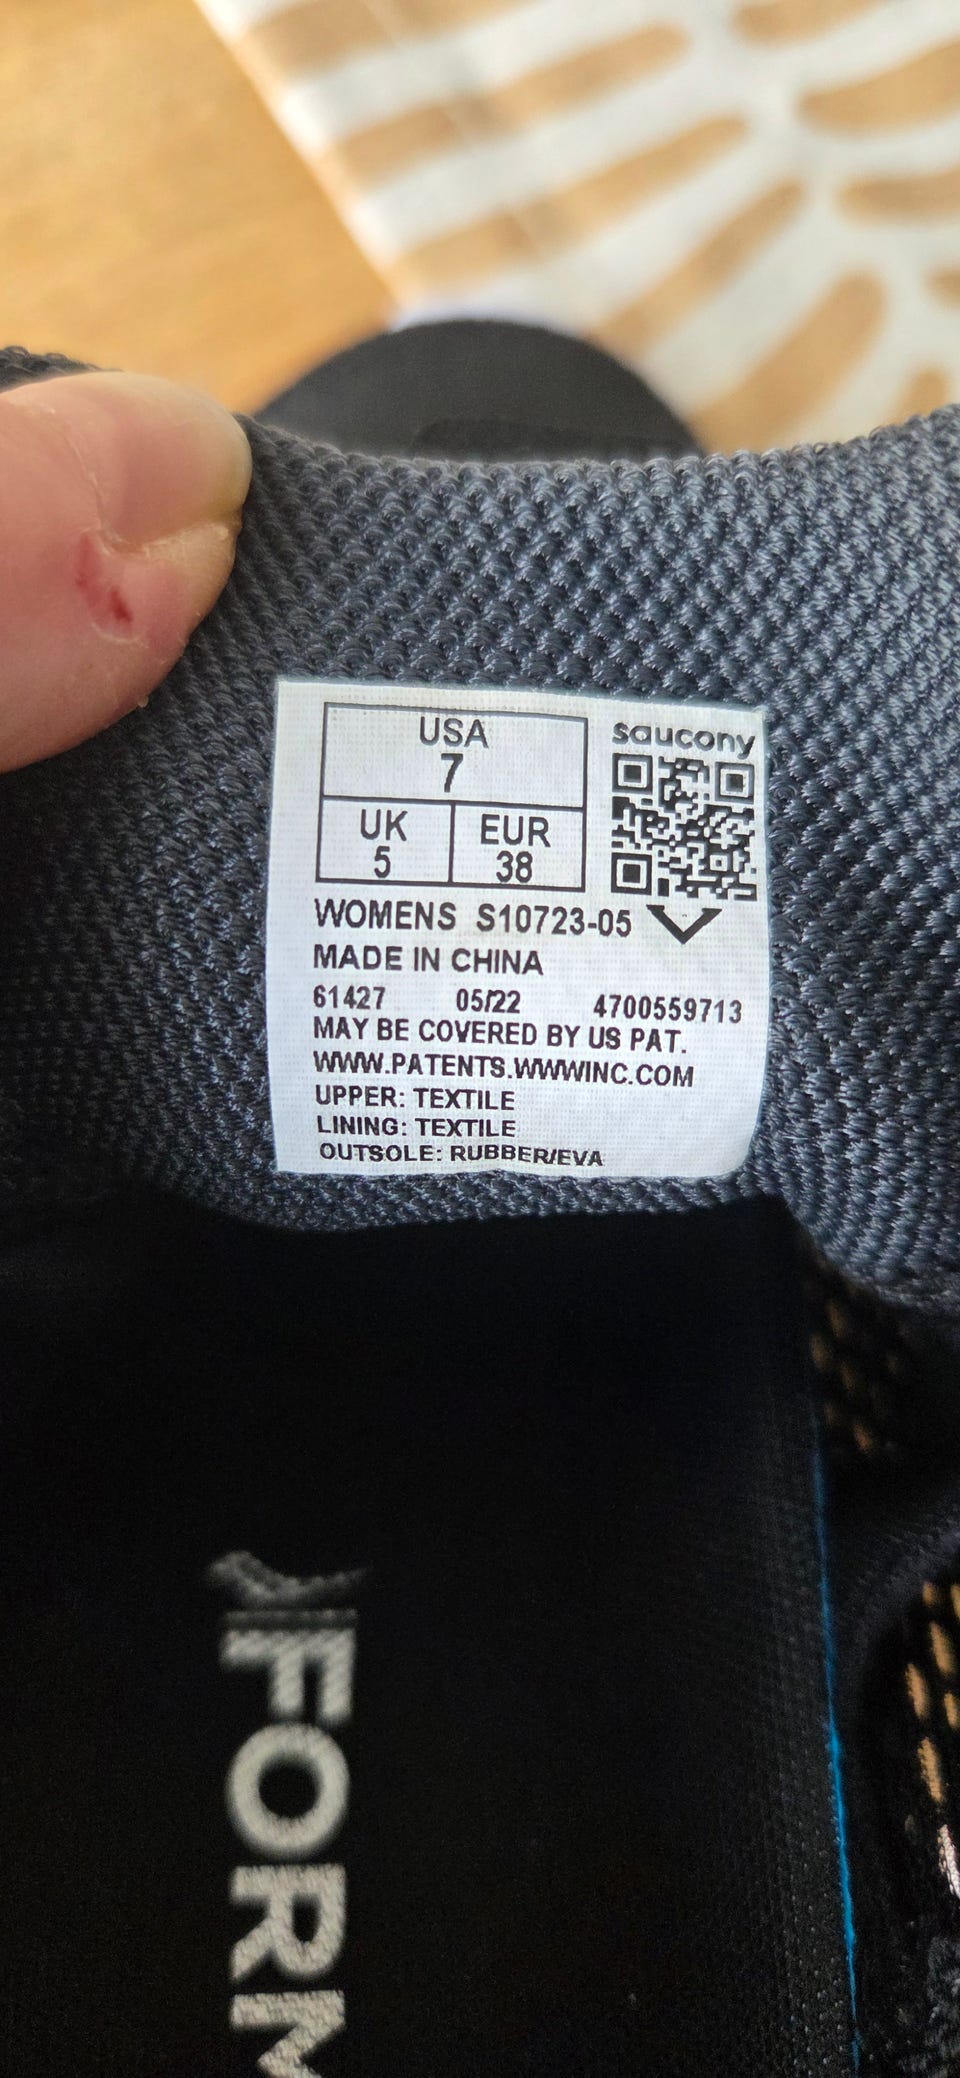 USA
7
UK
5
EUR
38
saucony
WOMENS S10723-05
MADE IN CHINA
61427 05/22 4700559713
MAY BE COVERED BY US PAT.
WWW.PATENTS.WWWINC.COM
UPPER: TEXTILE
LINING: TEXTILE
OUTSOLE: RUBBER/EVA
FORM